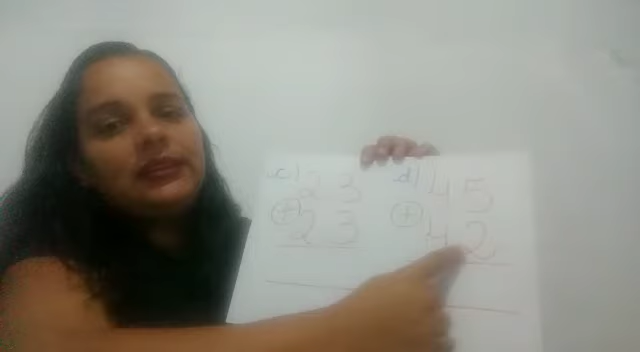 c) 23 d) 45
+ 23 + 42